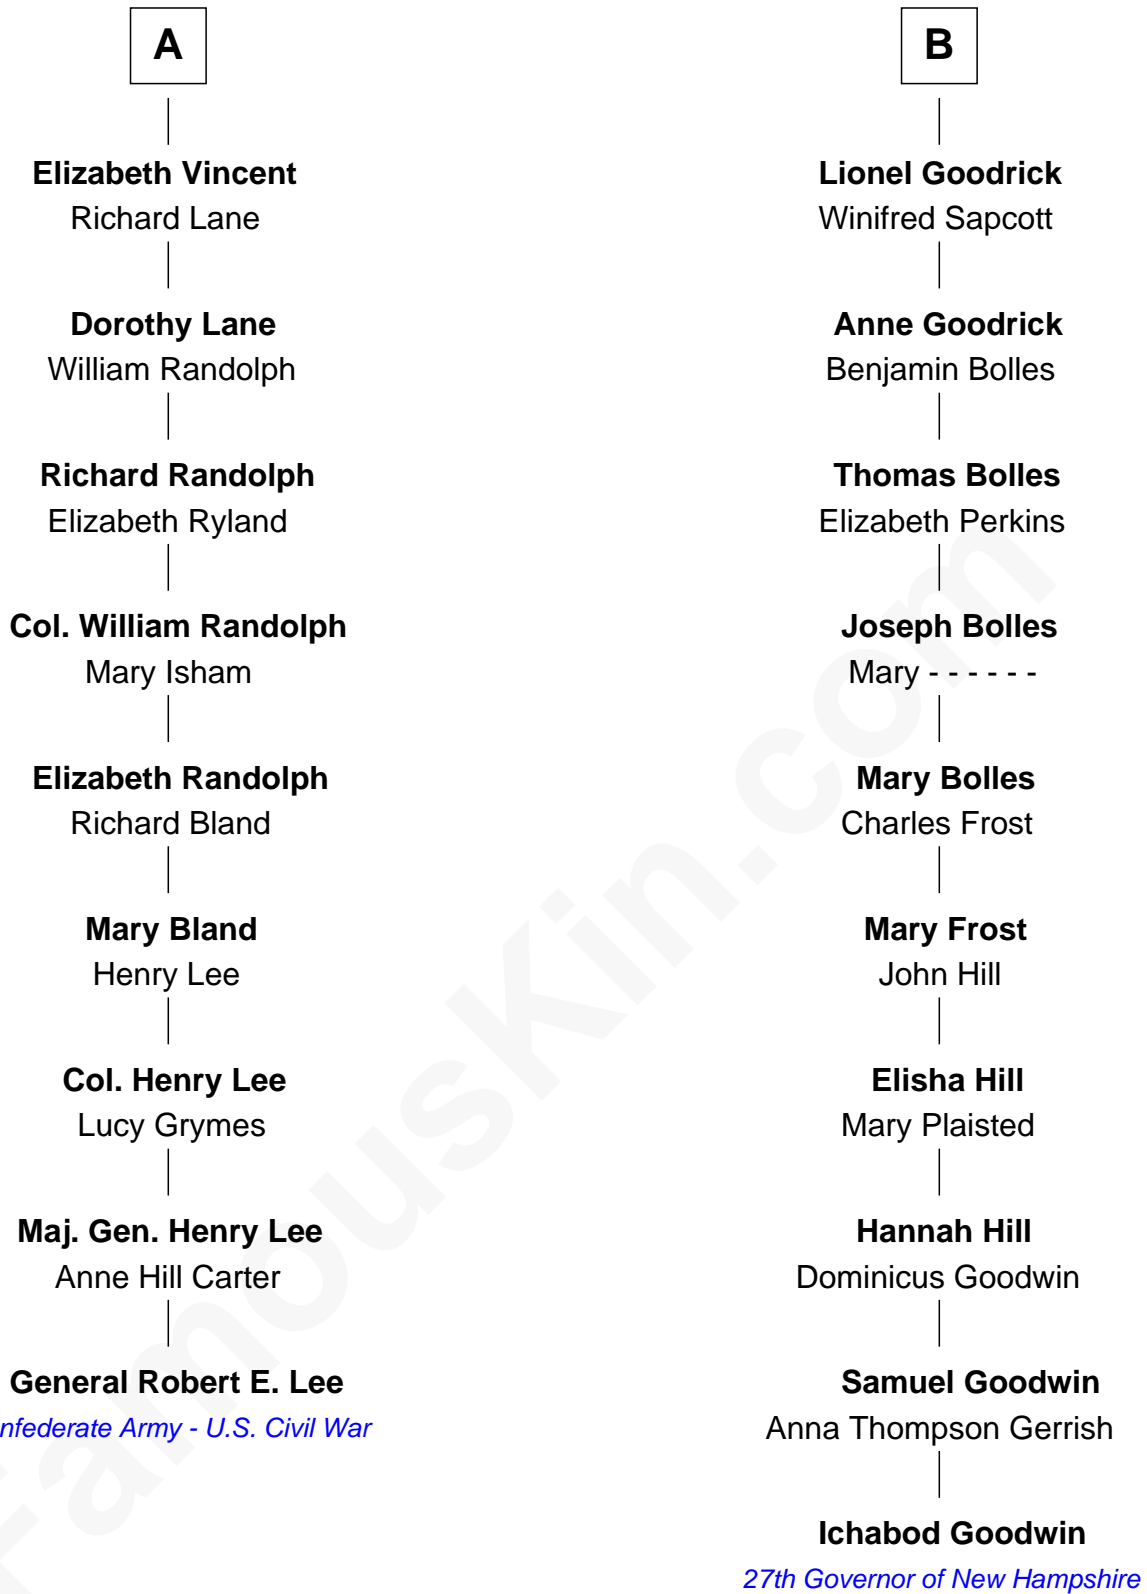 A
Elizabeth Vincent
Richard Lane
Dorothy Lane
William Randolph
Richard Randolph
Elizabeth Ryland
Col. William Randolph
Mary Isham
Elizabeth Randolph
Richard Bland
Mary Bland
Henry Lee
Col. Henry Lee
Lucy Grymes
Maj. Gen. Henry Lee
Anne Hill Carter
General Robert E. Lee
nfederate Army - U.S. Civil War
B
Lionel Goodrick
Winifred Sapcott
Anne Goodrick
Benjamin Bolles
Thomas Bolles
Elizabeth Perkins
Joseph Bolles
Mary - - - - - -
Mary Bolles
Charles Frost
Mary Frost
John Hill
Elisha Hill
Mary Plaisted
Hannah Hill
Dominicus Goodwin
Samuel Goodwin
Anna Thompson Gerrish
Ichabod Goodwin
27th Governor of New Hampshire
FamousKin.com